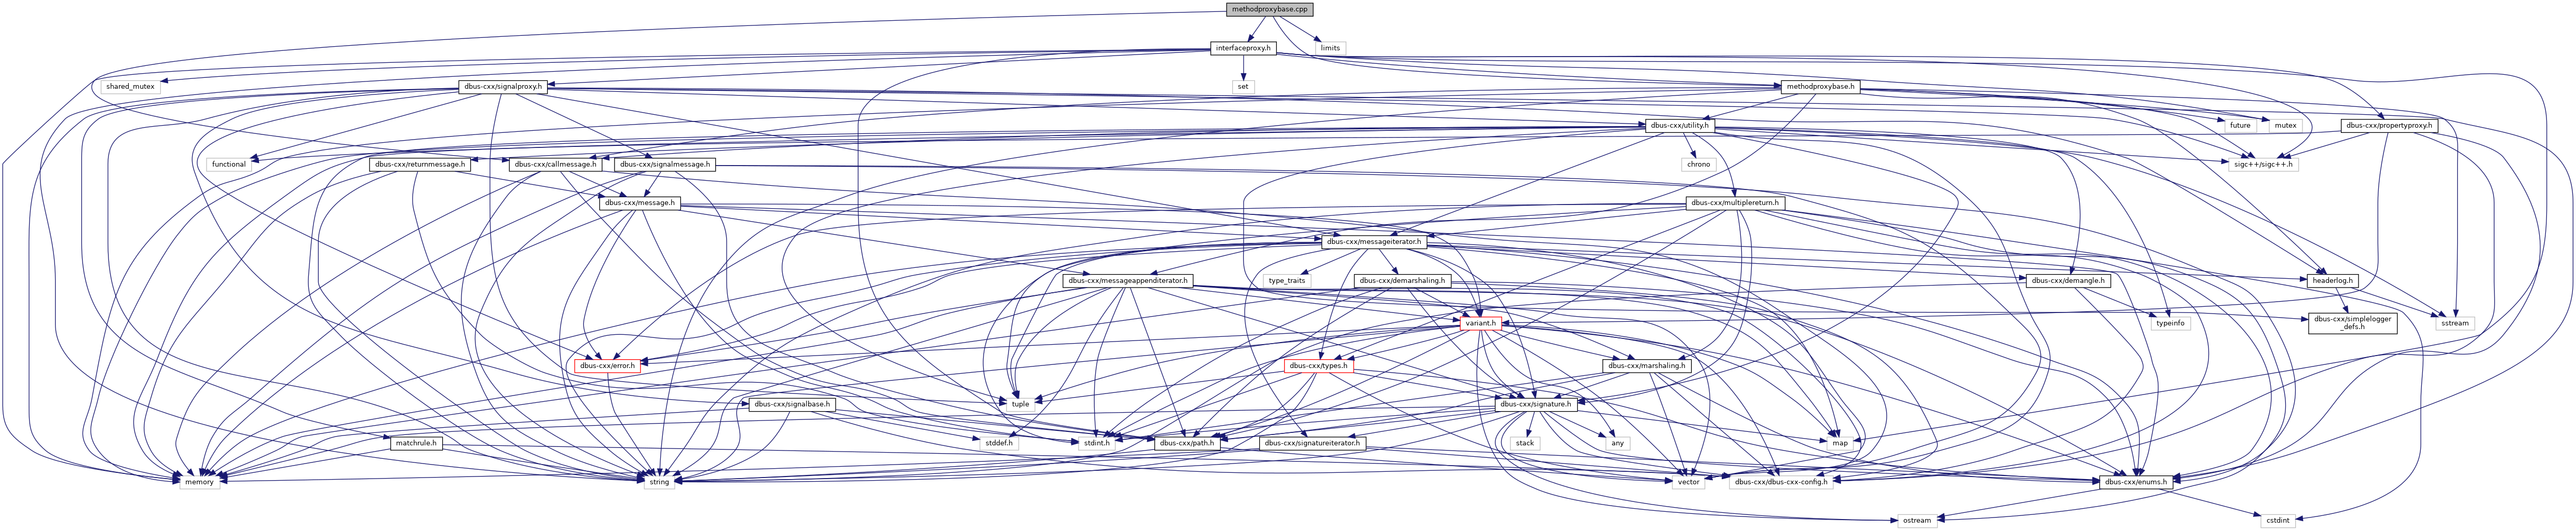 methodproxybase.cpp
interfaceproxy.h
limits
shared_mutex
dbus-cxx/signalproxy.h
set
methodproxybase.h
dbus-cxx/utility.h
future
mutex
dbus-cxx/propertyproxy.h
functional
dbus-cxx/returnmessage.h
dbus-cxx/callmessage.h
dbus-cxx/signalmessage.h
chrono
sigc++/sigc++.h
dbus-cxx/message.h
dbus-cxx/multiplereturn.h
dbus-cxx/messageiterator.h
dbus-cxx/messageappenditerator.h
type_traits
dbus-cxx/demarshaling.h
dbus-cxx/demangle.h
headerlog.h
variant.h
typeinfo
dbus-cxx/simplelogger
_defs.h
sstream
dbus-cxx/error.h
dbus-cxx/types.h
dbus-cxx/marshaling.h
dbus-cxx/signalbase.h
tuple
dbus-cxx/signature.h
matchrule.h
stddef.h
stdint.h
dbus-cxx/path.h
dbus-cxx/signatureiterator.h
stack
any
map
memory
string
vector
dbus-cxx/dbus-cxx-config.h
dbus-cxx/enums.h
ostream
cstdint